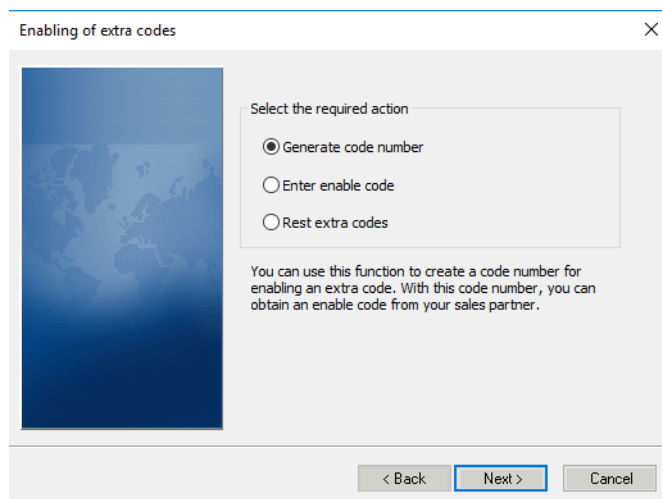 Enabling of extra codes
Select the required action
Generate code number
Enter enable code
Rest extra codes
You can use this function to create a code number for
enabling an extra code. With this code number, you can
obtain an enable code from your sales partner.
< Back Next > Cancel